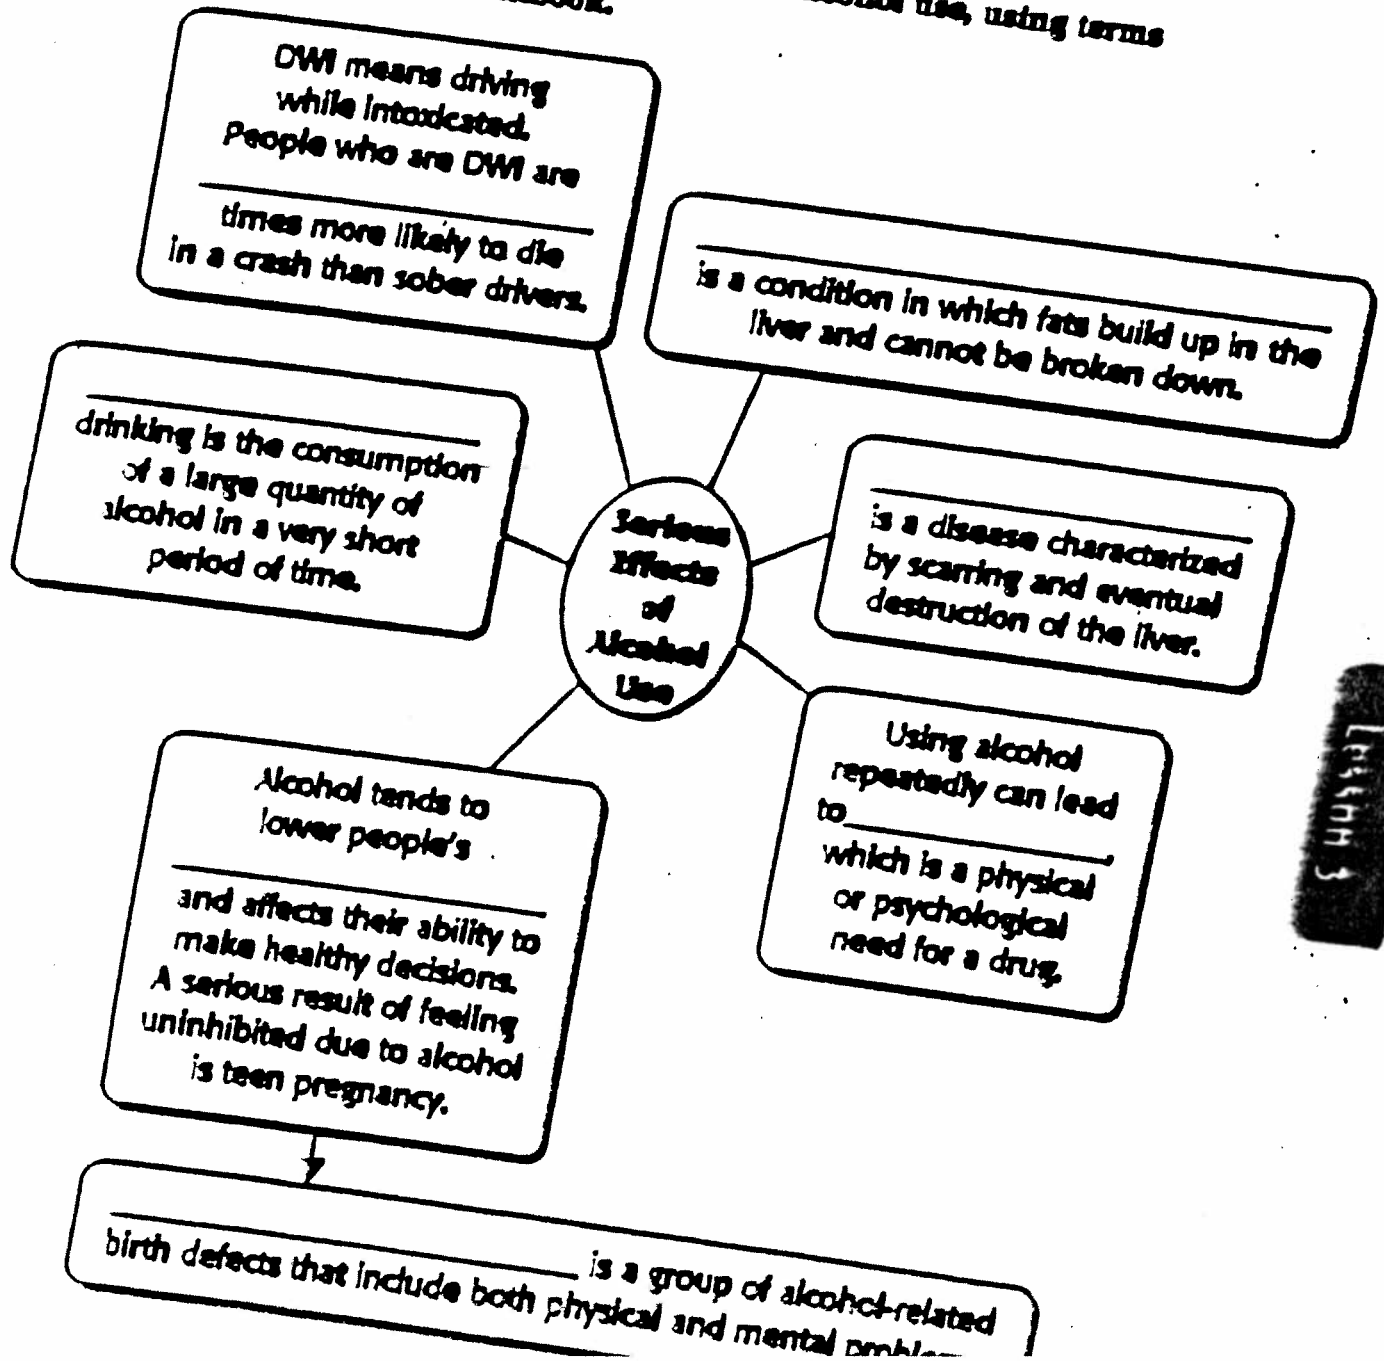 use, using terms
DWI means driving
while intoxicated.
People who are DWI are
times more likely to die
in a crash than sober drivers.
is a condition in which fats build up in the
liver and cannot be broken down.
drinking is the consumption
of a large quantity of
alcohol in a very short
period of time.
Serious
Effects
of
Alcohol
Use
is a disease characterized
by scarring and eventual
destruction of the liver.
Using alcohol
repeatedly can lead
to
which is a physical
or psychological
need for a drug.
Alcohol tends to
lower people's
and affects their ability to
make healthy decisions.
A serious result of feeling
uninhibited due to alcohol
is teen pregnancy.
is a group of alcohol-related
birth defects that include both physical and mental
Lesson 3